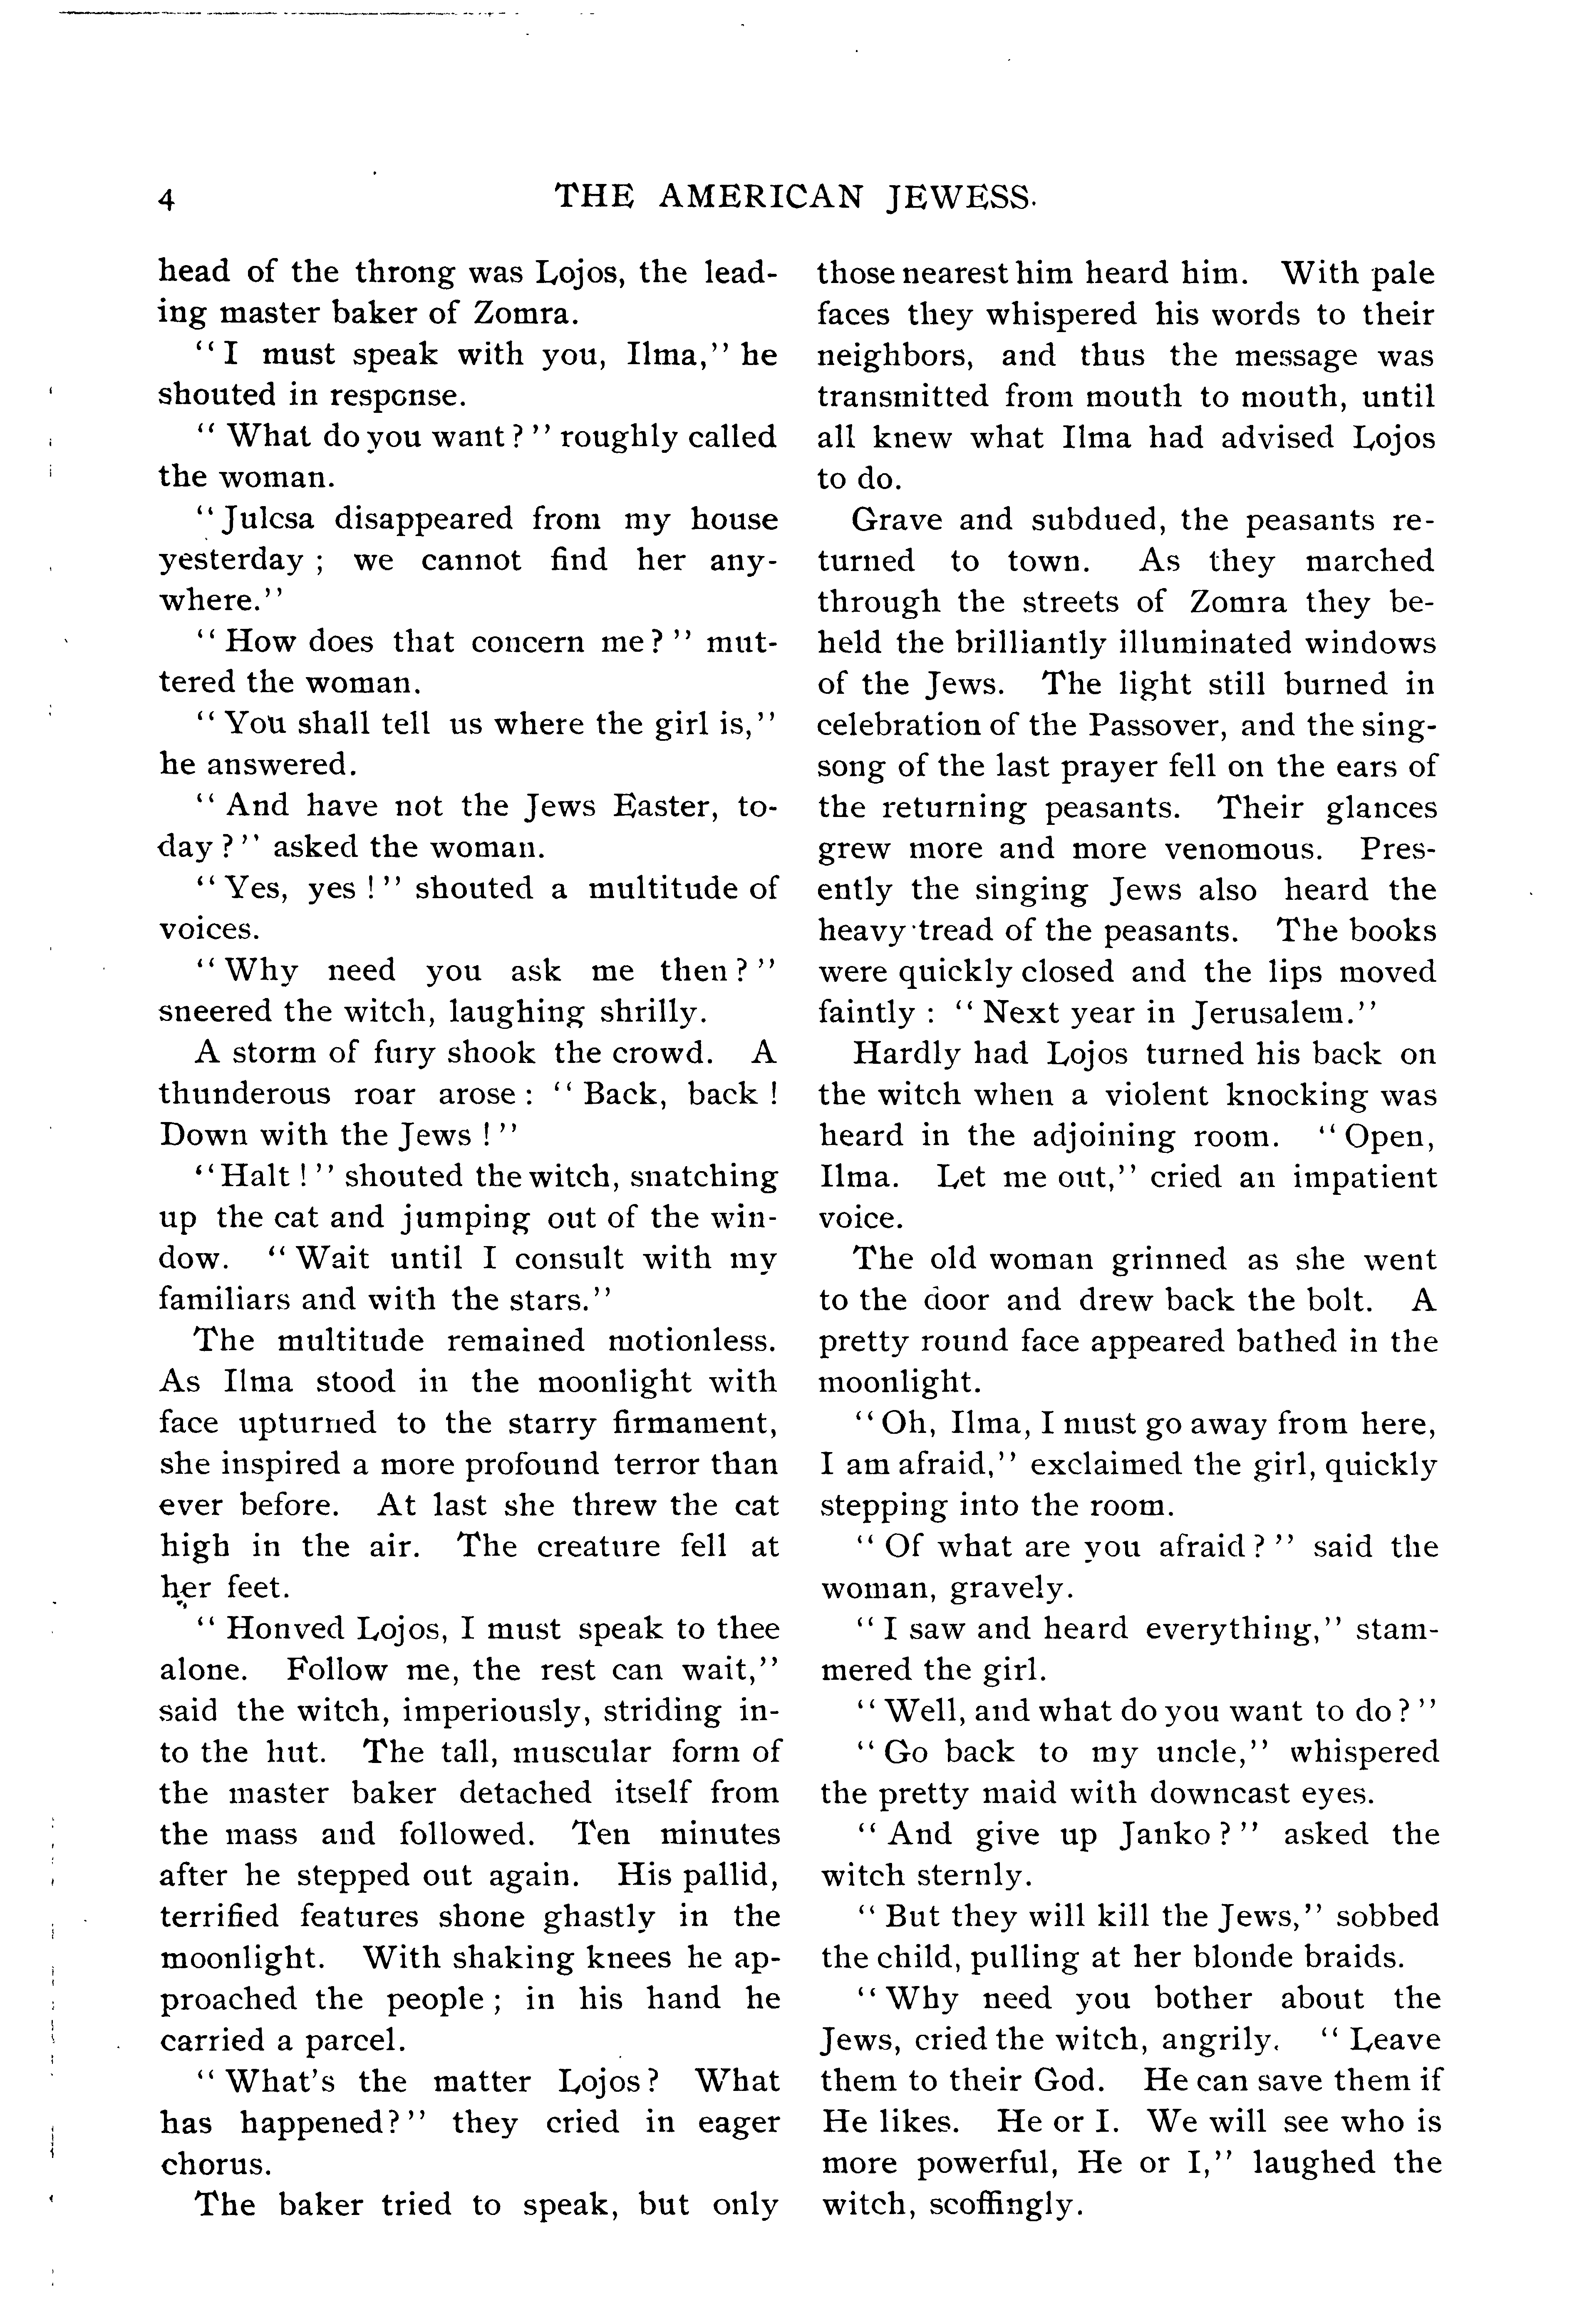 4
THE AMERICAN JEWESS.
head of the throng was Lojos, the lead-
ing master baker of Zomra.
"I must speak with you, Ilma," he
shouted in response.
"What do you want?" roughly called
the woman.
"Julcsa disappeared from my house
yesterday; we cannot find her any-
where."
"How does that concern me?" mut-
tered the woman.
"You shall tell us where the girl is,"
he answered.
"And have not the Jews Easter, to-
day?" asked the woman.
"Yes, yes!" shouted a multitude of
voices.
"Why need you ask me then?"
sneered the witch, laughing shrilly.
A storm of fury shook the crowd. A
thunderous roar arose: "Back, back!
Down with the Jews!"
"Halt!" shouted the witch, snatching
up the cat and jumping out of the win-
dow. "Wait until I consult with my
familiars and with the stars."
The multitude remained motionless.
As Ilma stood in the moonlight with
face upturned to the starry firmament,
she inspired a more profound terror than
ever before. At last she threw the cat
high in the air. The creature fell at
her feet.
"Honved Lojos, I must speak to thee
alone. Follow me, the rest can wait,"
said the witch, imperiously, striding in-
to the hut. The tall, muscular form of
the master baker detached itself from
the mass and followed. Ten minutes
after he stepped out again. His pallid,
terrified features shone ghastly in the
moonlight. With shaking knees he ap-
proached the people; in his hand he
carried a parcel.
"What's the matter Lojos? What
has happened?" they cried in eager
chorus.
The baker tried to speak, but only
those nearest him heard him. With pale
faces they whispered his words to their
neighbors, and thus the message was
transmitted from mouth to mouth, until
all knew what Ilma had advised Lojos
to do.
Grave and subdued, the peasants re-
turned to town. As they marched
through the streets of Zomra they be-
held the brilliantly illuminated windows
of the Jews. The light still burned in
celebration of the Passover, and the sing-
song of the last prayer fell on the ears of
the returning peasants. Their glances
grew more and more venomous. Pres-
ently the singing Jews also heard the
heavy tread of the peasants. The books
were quickly closed and the lips moved
faintly: "Next year in Jerusalem."
Hardly had Lojos turned his back on
the witch when a violent knocking was
heard in the adjoining room. "Open,
Ilma. Let me out," cried an impatient
voice.
The old woman grinned as she went
to the door and drew back the bolt. A
pretty round face appeared bathed in the
moonlight.
"Oh, Ilma, I must go away from here,
I am afraid," exclaimed the girl, quickly
stepping into the room.
"Of what are you afraid?" said the
woman, gravely.
"I saw and heard everything," stam-
mered the girl.
"Well, and what do you want to do?"
"Go back to my uncle," whispered
the pretty maid with downcast eyes.
"And give up Janko?" asked the
witch sternly.
"But they will kill the Jews," sobbed
the child, pulling at her blonde braids.
"Why need you bother about the
Jews, cried the witch, angrily. "Leave
them to their God. He can save them if
He likes. He or I. We will see who is
more powerful, He or I," laughed the
witch, scoffingly.